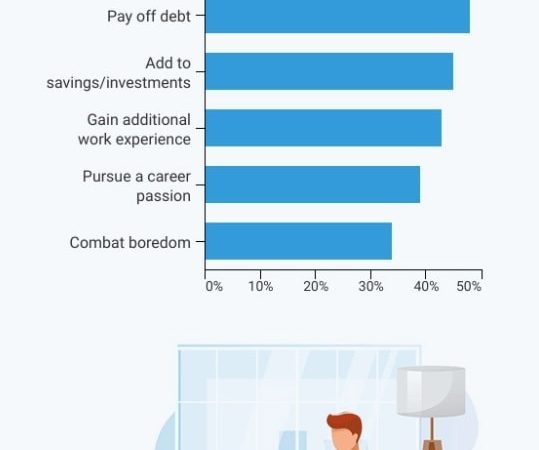 Pay off debt
Add to
savings/investments
Gain additional
work experience
Pursue a career
passion
Combat boredom
0% 10% 20% 30% 40% 50%